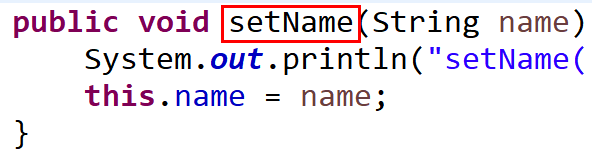 public void setName(String name)
System.out.println("setName(
this.name = name;
}